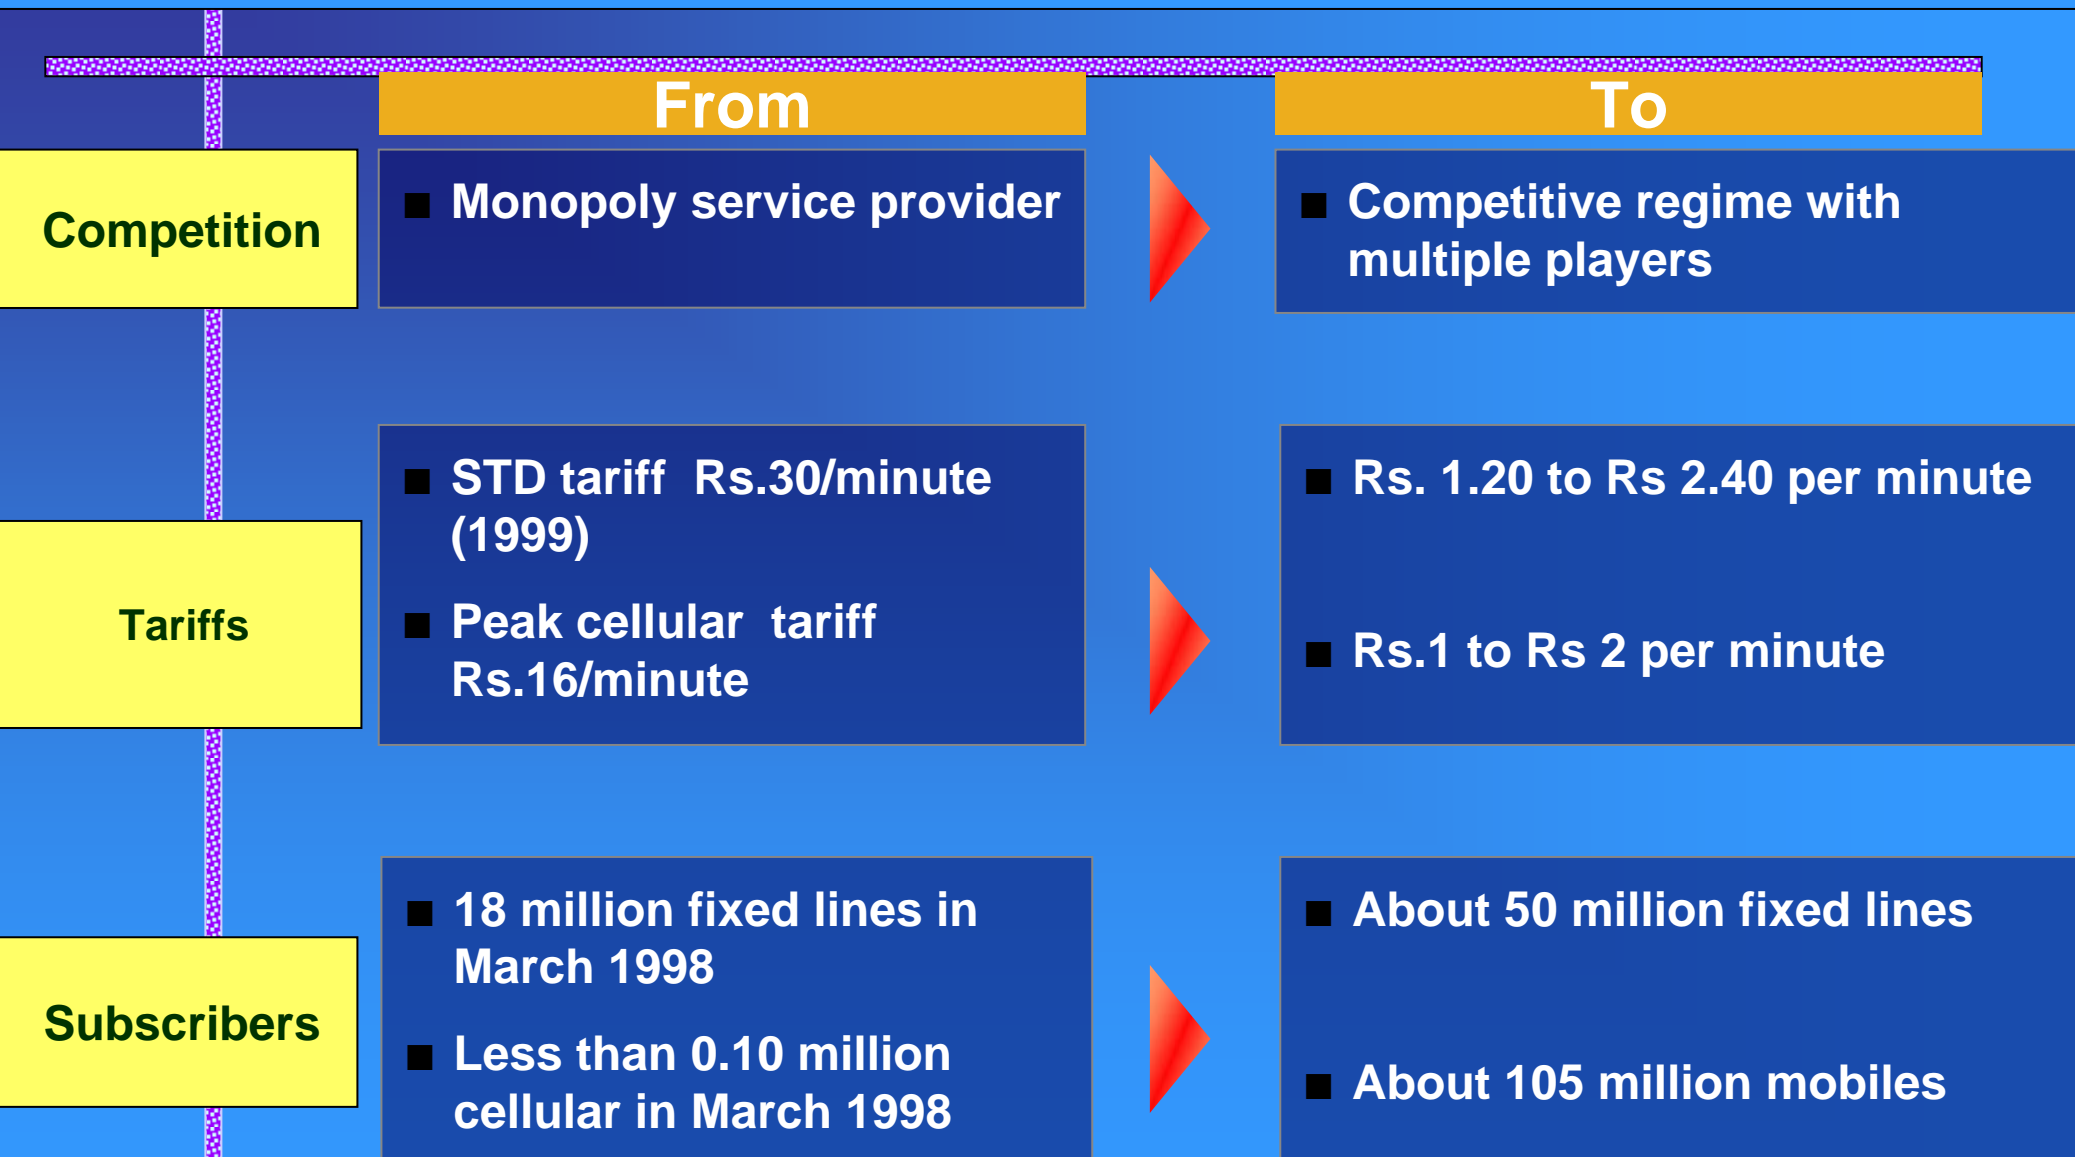 From
To
Competition
■ Monopoly service provider
■ Competitive regime with
multiple players
Tariffs
■ STD tariff  Rs.30/minute
(1999)
■ Peak cellular  tariff
Rs.16/minute
■ Rs. 1.20 to Rs 2.40 per minute
■ Rs.1 to Rs 2 per minute
Subscribers
■ 18 million fixed lines in
March 1998
■ Less than 0.10 million
cellular in March 1998
■ About 50 million fixed lines
■ About 105 million mobiles